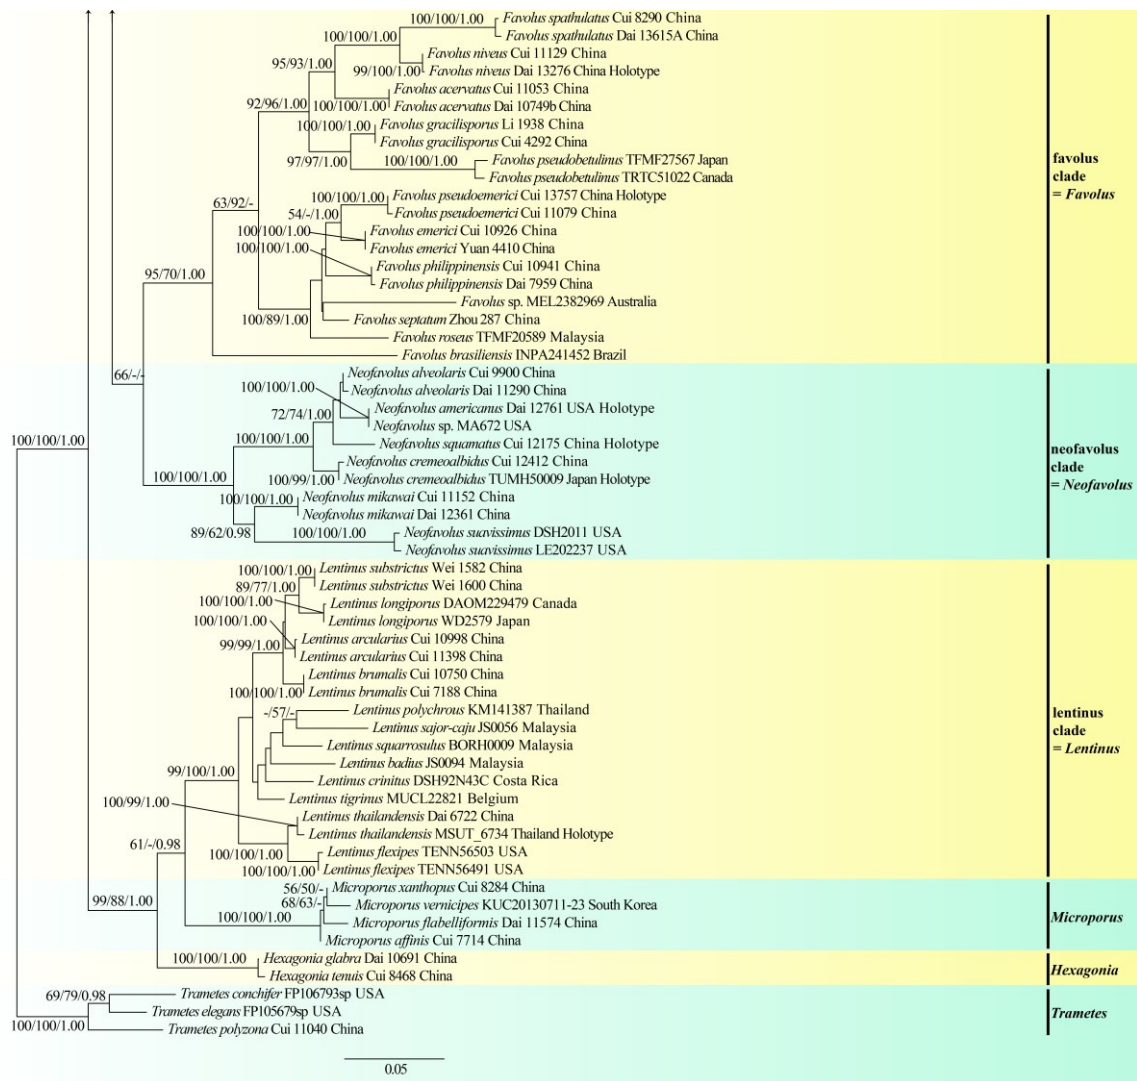 100/100/1.00
Favolus spathulatus Cui 8290 China
Favolus spathulatus Dai 13615A China
100/100/1.00
Favolus niveus Cui 11129 China
95/93/1.00
99/100/1.00
Favolus niveus Dai 13276 China Holotype
Favolus acervatus Cui 11053 China
92/96/1.00
100/100/1.00
Favolus acervatus Dai 10749b China
100/100/1.00
Favolus gracilisporus Li 1938 China
Favolus gracilisporus Cui 4292 China
97/97/1.00
100/100/1.00
Favolus pseudobetulinus TFMF27567 Japan
Favolus pseudobetulinus TRTC51022 Canada
favolus
clade
= Favolus
63/92/-
100/100/1.00
Favolus pseudoemerici Cui 13757 China Holotype
54/-/1.00
Favolus pseudoemerici Cui 11079 China
100/100/1.00
Favolus emerici Cui 10926 China
100/100/1.00
Favolus emerici Yuan 4410 China
Favolus philippinensis Cui 10941 China
95/70/1.00
Favolus philippinensis Dai 7959 China
Favolus sp. MEL2382969 Australia
100/89/1.00
Favolus septatum Zhou 287 China
Favolus roseus TFMF20589 Malaysia
Favolus brasiliensis INPA241452 Brazil
66/-/-
Neofavolus alveolaris Cui 9900 China
100/100/1.00
Neofavolus alveolaris Dai 11290 China
Neofavolus americanus Dai 12761 USA Holotype
72/74/1.00
Neofavolus sp. MA672 USA
100/100/1.00
100/100/1.00
Neofavolus squamatus Cui 12175 China Holotype
Neofavolus cremeoalbidus Cui 12412 China
100/100/1.00
100/99/1.00
Neofavolus cremeoalbidus TUMH50009 Japan Holotype
neofavolus
clade
= Neofavolus
100/100/1.00
Neofavolus mikawai Cui 11152 China
Neofavolus mikawai Dai 12361 China
89/62/0.98
100/100/1.00
Neofavolus suavissimus DSH2011 USA
Neofavolus suavissimus LE202237 USA
100/100/1.00
Lentinus substrictus Wei 1582 China
89/77/1.00
Lentinus substrictus Wei 1600 China
100/100/1.00
Lentinus longiporus DAOM229479 Canada
100/100/1.00
Lentinus longiporus WD2579 Japan
99/99/1.00
Lentinus arcularius Cui 10998 China
Lentinus arcularius Cui 11398 China
Lentinus brumalis Cui 10750 China
100/100/1.00
Lentinus brumalis Cui 7188 China
-/57/-
Lentinus polychrous KM141387 Thailand
Lentinus sajor-caju JS0056 Malaysia
lentinus
clade
= Lentinus
Lentinus squarrosulus BORH0009 Malaysia
99/100/1.00
Lentinus badius JS0094 Malaysia
Lentinus crinitus DSH92N43C Costa Rica
100/99/1.00
Lentinus tigrinus MUCL22821 Belgium
Lentinus thailandensis Dai 6722 China
Lentinus thailandensis MSUT_6734 Thailand Holotype
61/-/0.98
100/100/1.00
Lentinus flexipes TENN56503 USA
100/100/1.00
Lentinus flexipes TENN56491 USA
56/50/-
Microporus xanthopus Cui 8284 China
99/88/1.00
68/63/-
Microporus vernicipes KUC20130711-23 South Korea
100/100/1.00
Microporus flabelliformis Dai 11574 China
Microporus
Microporus affinis Cui 7714 China
100/100/1.00
Hexagonia glabra Dai 10691 China
Hexagonia tenuis Cui 8468 China
Hexagonia
69/79/0.98
Trametes conchifer FP106793sp USA
Trametes elegans FP105679sp USA
Trametes
100/100/1.00
Trametes polyzona Cui 11040 China
0.05